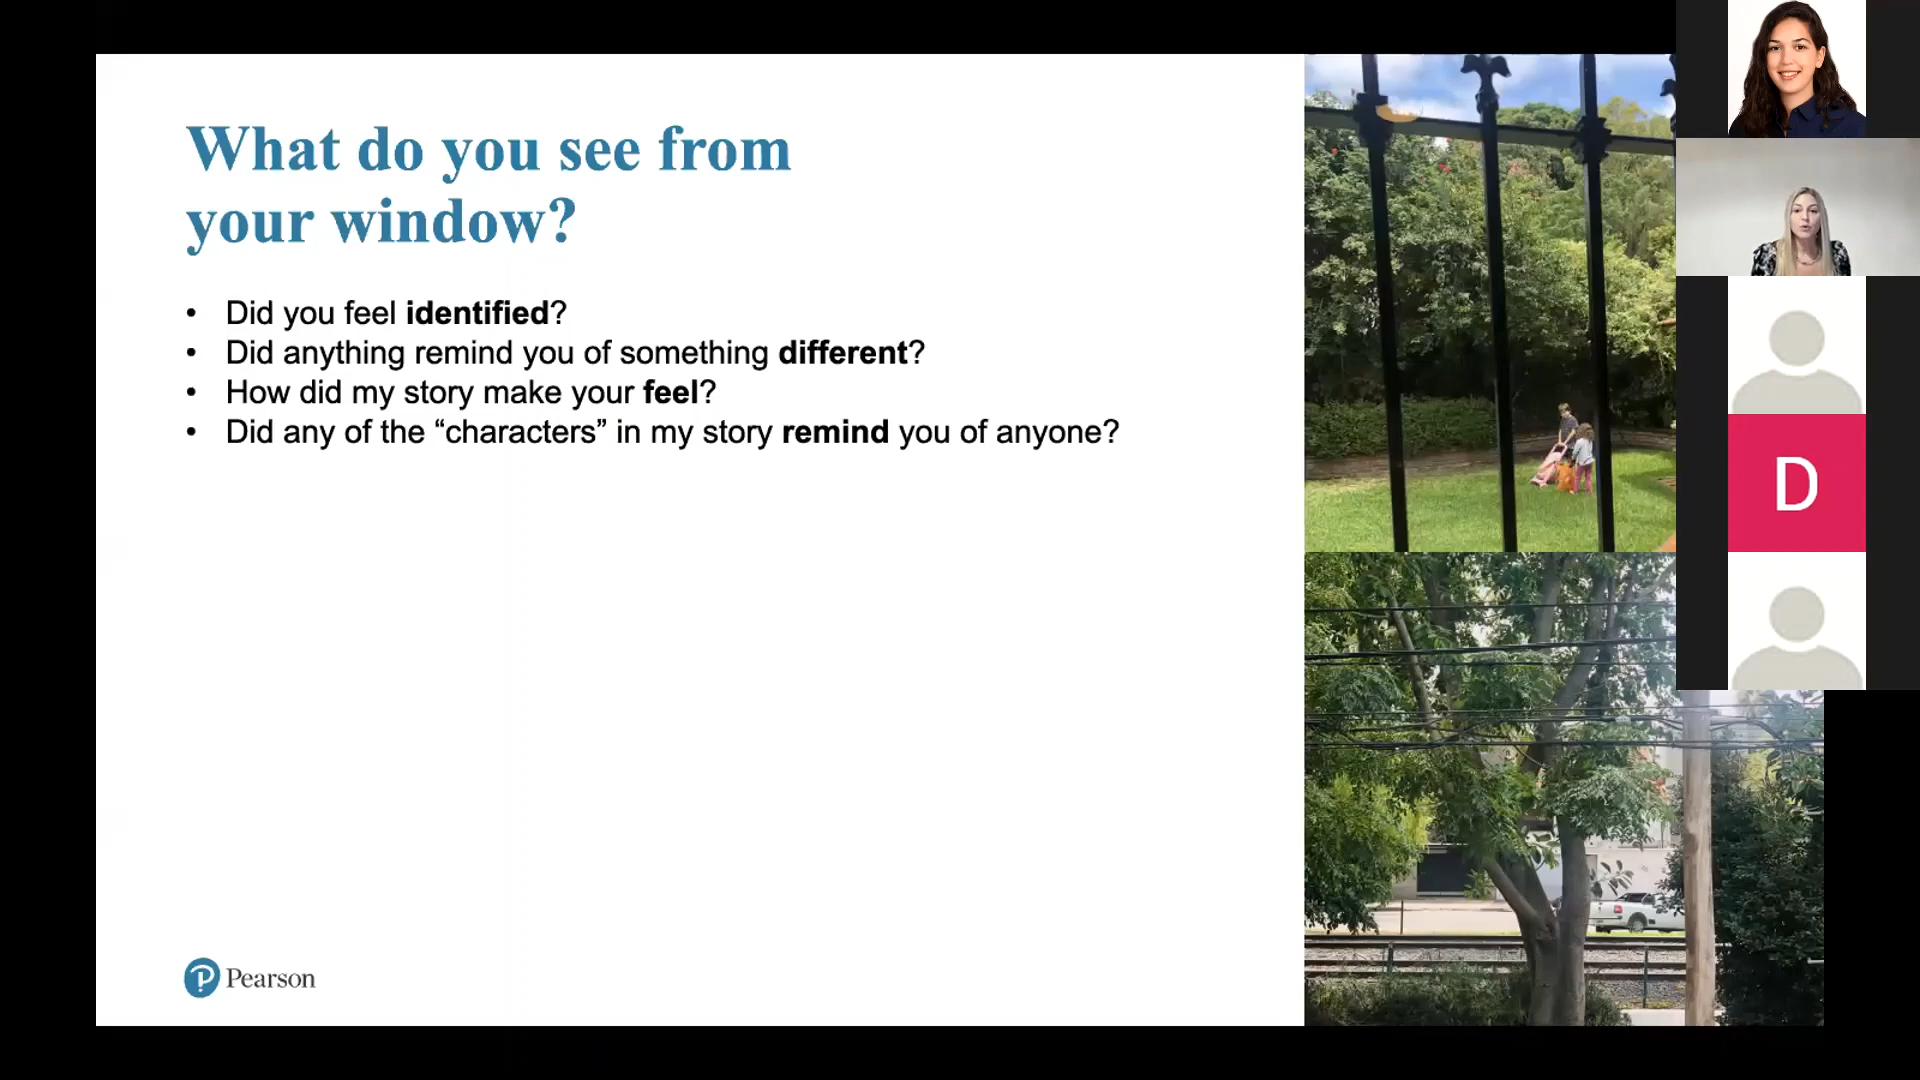 What do you see from
your window?
• Did you feel identified?
• Did anything remind you of something different?
• How did my story make your feel?
• Did any of the “characters” in my story remind you of anyone?
D
Pearson